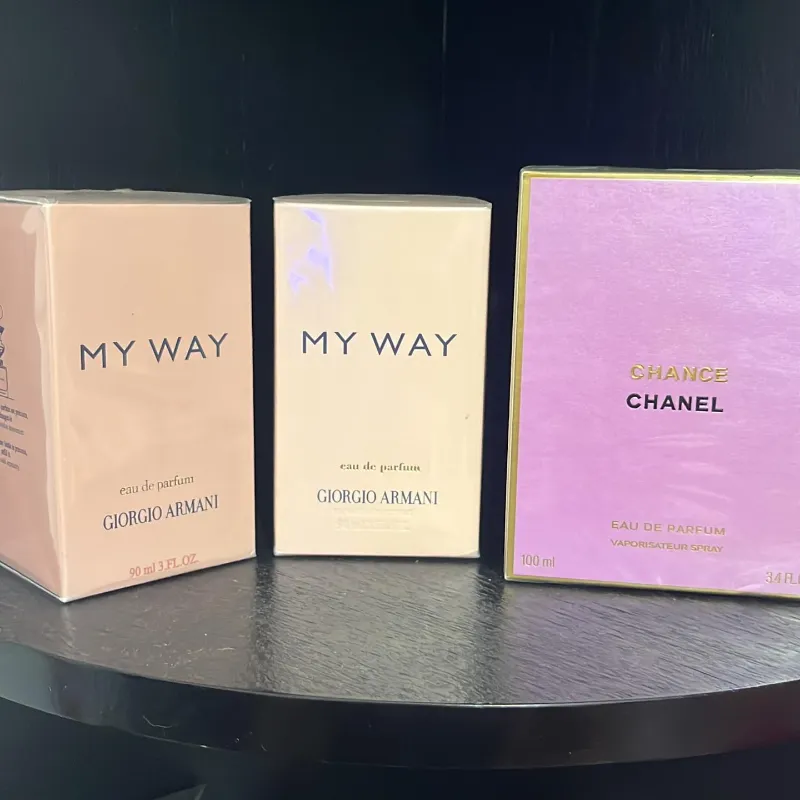 MY WAY
eau de parfum
GIORGIO ARMANI
90 ml 3.FL.OZ.
MY WAY
eau de parfum
GIORGIO ARMANI
CHANCE
CHANEL
EAU DE PARFUM
VAPORISATEUR SPRAY
100 ml
3.4 FL